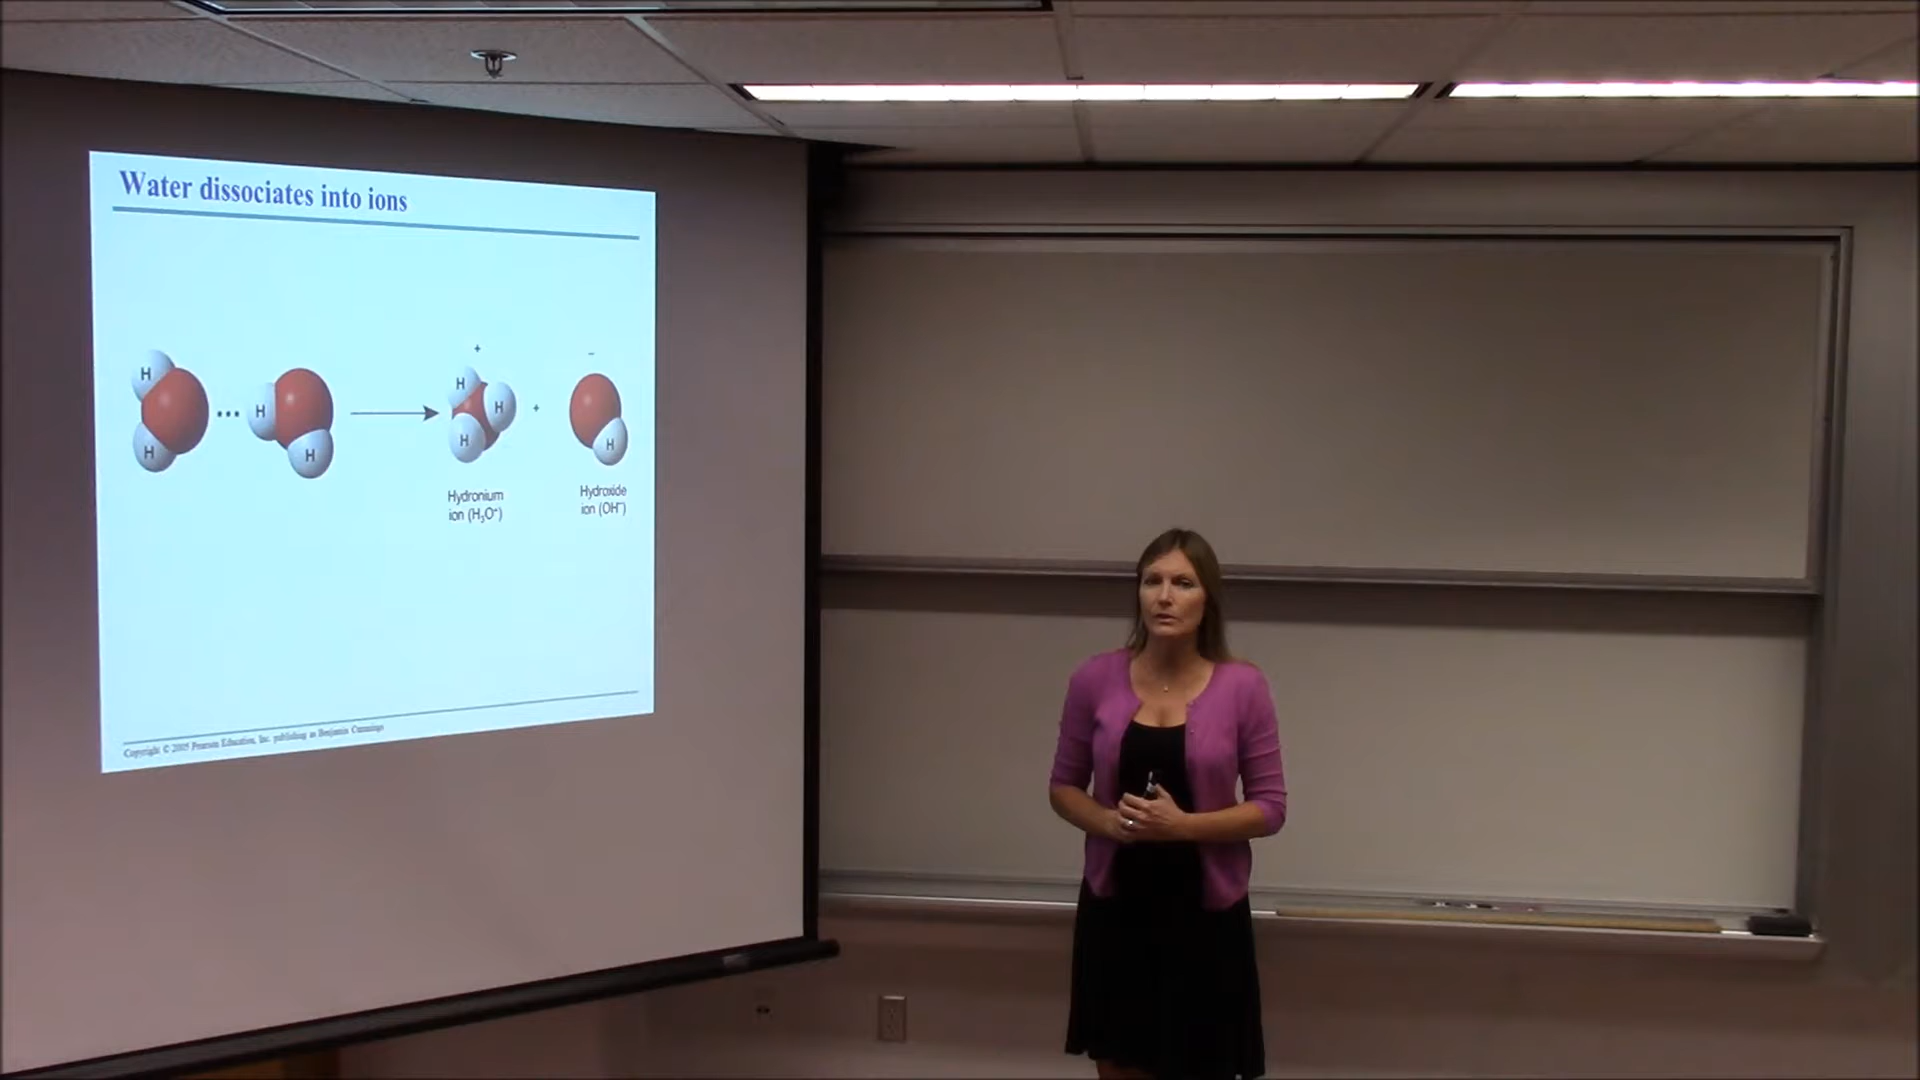 Water dissociates into ions
+
–
H
H
H
H
H
H
H
+
H
...
Hydronium
ion (H₃O⁺)
Hydroxide
ion (OH⁻)
Copyright © 2005 Pearson Education, Inc. publishing as Benjamin Cummings